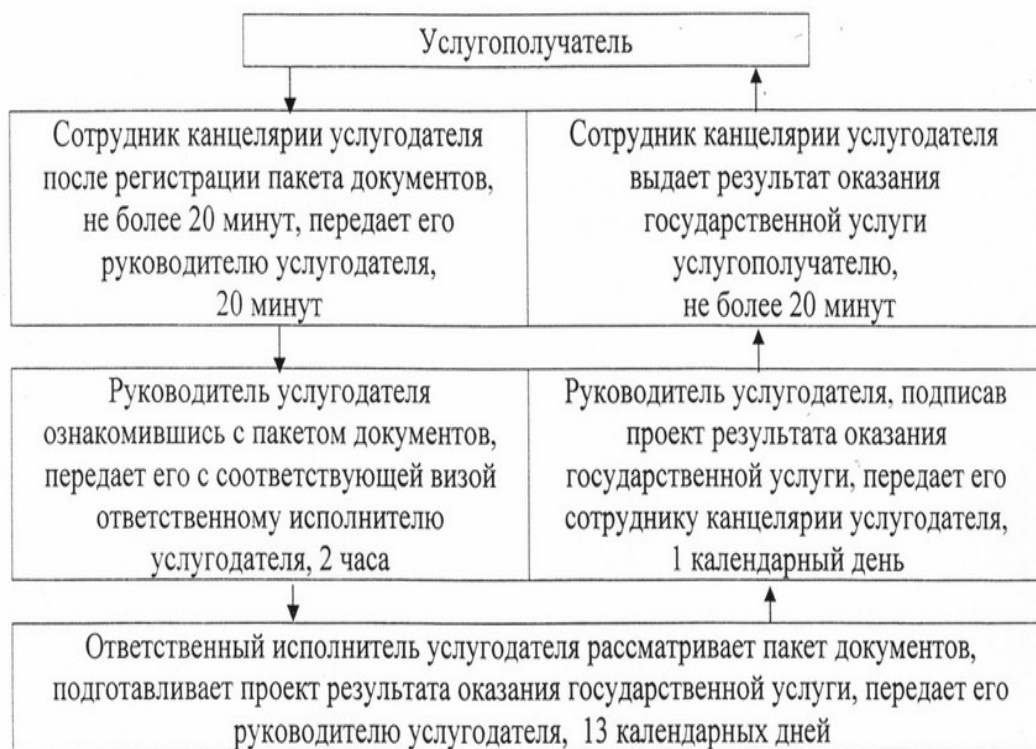 Услугополучатель
Сотрудник канцелярии услугодателя
после регистрации пакета документов,
не более 20 минут, передает его
руководителю услугодателя,
20 минут
Сотрудник канцелярии услугодателя
выдает результат оказания
государственной услуги
услугополучателю,
не более 20 минут
Руководитель услугодателя
ознакомившись с пакетом документов,
передает его с соответствующей визой
ответственному исполнителю
услугодателя, 2 часа
Руководитель услугодателя, подписав
проект результата оказания
государственной услуги, передает его
сотруднику канцелярии услугодателя,
1 календарный день
Ответственный исполнитель услугодателя рассматривает пакет документов,
подготавливает проект результата оказания государственной услуги, передает его
руководителю услугодателя, 13 календарных дней